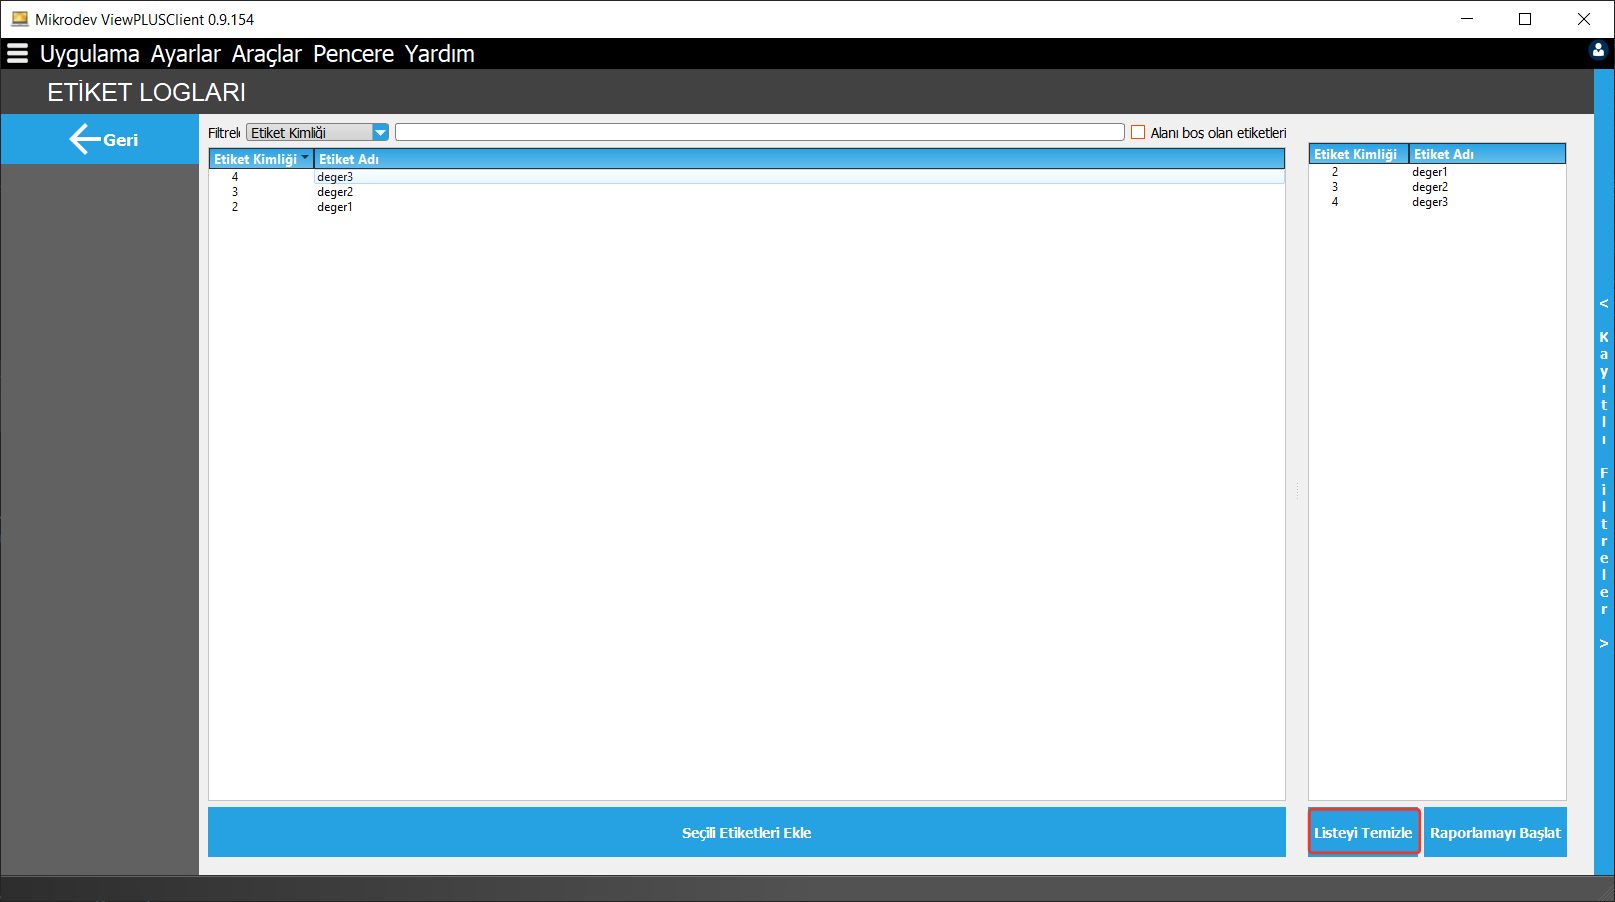 Mikrodev ViewPLUSClient 0.9.154
Uygulama Ayarlar Araçlar Pencere Yardım
ETİKET LOGLARI
Geri
Filtrele Etiket Kimliği Alanı boş olan etiketleri
Etiket Kimliği Etiket Adı
4 deger3
3 deger2
2 deger1
Seçili Etiketleri Ekle
Etiket Kimliği Etiket Adı
2 deger1
3 deger2
4 deger3
Listeyi Temizle Raporlamayı Başlat
< Kayıtlı Filtreler >